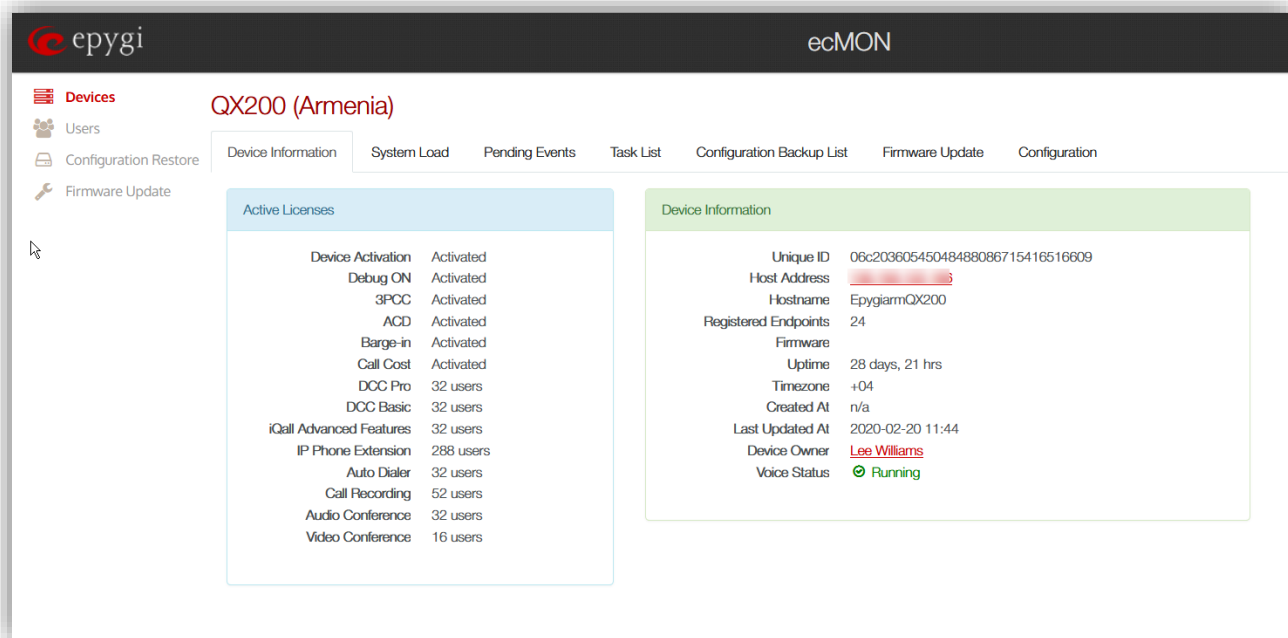 epygi
ecMON
Devices
Users
Configuration Restore
Firmware Update
QX200 (Armenia)
Device Information System Load Pending Events Task List Configuration Backup List Firmware Update Configuration
Active Licenses
Device Activation Activated
Debug ON Activated
3PCC Activated
ACD Activated
Barge-in Activated
Call Cost Activated
DCC Pro 32 users
DCC Basic 32 users
iQall Advanced Features 32 users
IP Phone Extension 288 users
Auto Dialer 32 users
Call Recording 52 users
Audio Conference 32 users
Video Conference 16 users
Device Information
Unique ID 06c20360545048488086715416516609
Host Address
Hostname EpygiarmQX200
Registered Endpoints 24
Firmware
Uptime 28 days, 21 hrs
Timezone +04
Created At n/a
Last Updated At 2020-02-20 11:44
Device Owner Lee Williams
Voice Status Running